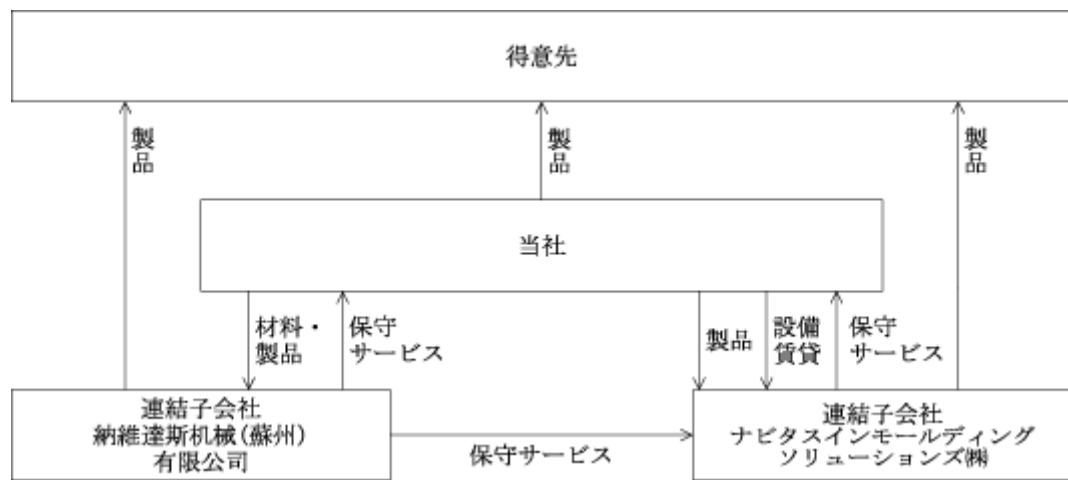 得意先
製品
製品
製品
当社
材料・
製品
保守
サービス
製品
設備
賃貸
保守
サービス
連結子会社
納維達斯机械(蘇州)
有限公司
保守サービス
連結子会社
ナビタスインモールディング
ソリューションズ㈱